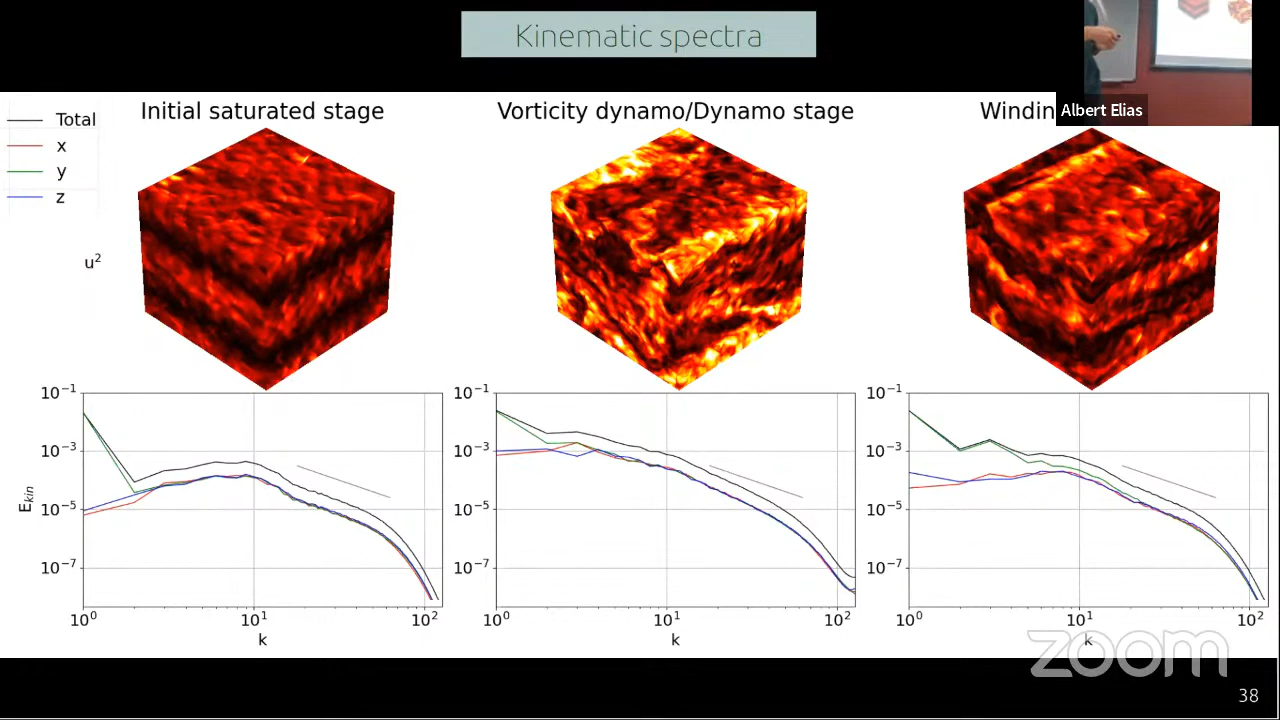 Kinematic spectra
Albert Elias
Initial saturated stage
Vorticity dynamo/Dynamo stage
Total
x
y
z
u²
10⁻¹
10⁻³
10⁻⁵
10⁻⁷
E_kin
10⁰ 10¹ 10²
k
10⁻¹
10⁻³
10⁻⁵
10⁻⁷
10⁰ 10¹ 10²
k
10⁻¹
10⁻³
10⁻⁵
10⁻⁷
10⁰ 10¹ 10²
k
zoom
38